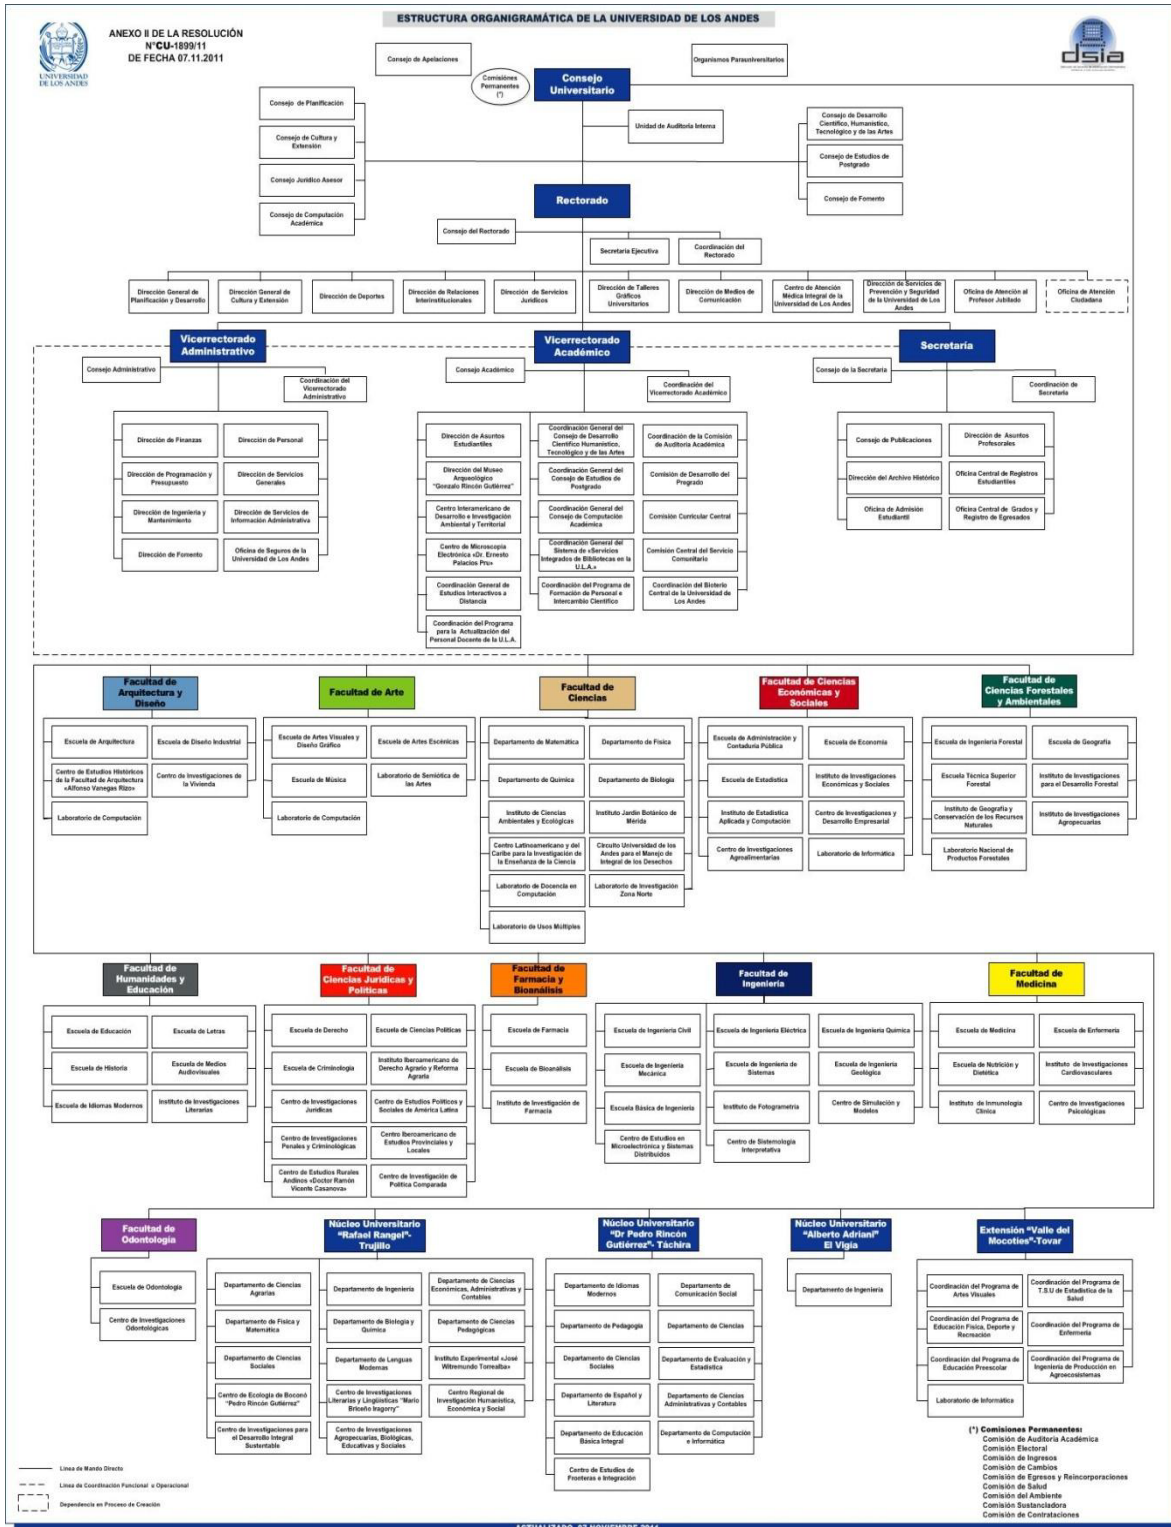 ESTRUCTURA ORGANIGRAMÁTICA DE LA UNIVERSIDAD DE LOS ANDES
UNIVERSIDAD
DE LOS ANDES
ANEXO II DE LA RESOLUCIÓN
N°CU-1899/11
DE FECHA 07.11.2011
dsia
Consejo de Apelaciones
Organismos Parauniversitarios
Comisiones
Permanentes
(*)
Consejo
Universitario
Consejo de Planificación
Consejo de Cultura y
Extensión
Consejo Jurídico Asesor
Consejo de Computación
Académica
Unidad de Auditoria Interna
Consejo de Desarrollo
Científico, Humanístico,
Tecnológico y de las Artes
Consejo de Estudios de
Postgrado
Consejo de Fomento
Rectorado
Consejo del Rectorado
Secretaría Ejecutiva
Coordinación del
Rectorado
Dirección General de
Planificación y Desarrollo
Dirección General de
Cultura y Extensión
Dirección de Deportes
Dirección de Relaciones
Interinstitucionales
Dirección de Servicios
Jurídicos
Dirección de Talleres
Gráficos
Universitarios
Dirección de Medios de
Comunicación
Centro de Atención
Médica Integral de la
Universidad de Los Andes
Dirección de Servicios de
Prevención y Seguridad
de la Universidad de Los
Andes
Oficina de Atención al
Profesor Jubilado
Oficina de Atención
Ciudadana
Vicerrectorado
Administrativo
Consejo Administrativo
Coordinación del
Vicerrectorado
Administrativo
Dirección de Finanzas
Dirección de Personal
Dirección de Programación y
Presupuesto
Dirección de Servicios
Generales
Dirección de Ingeniería y
Mantenimiento
Dirección de Servicios de
Información Administrativa
Dirección de Fomento
Oficina de Seguros de la
Universidad de Los Andes
Vicerrectorado
Académico
Consejo Académico
Coordinación del
Vicerrectorado Académico
Dirección de Asuntos
Estudiantiles
Coordinación General del
Consejo de Desarrollo
Científico Humanístico,
Tecnológico y de las Artes
Coordinación de la Comisión
de Auditoría Académica
Dirección del Museo
Arqueológico
"Gonzalo Rincón Gutiérrez"
Coordinación General del
Consejo de Estudios de
Postgrado
Comisión de Desarrollo del
Pregrado
Centro Interamericano de
Desarrollo e Investigación
Ambiental y Territorial
Coordinación General del
Consejo de Computación
Académica
Comisión Curricular Central
Centro de Microscopía
Electrónica «Dr. Ernesto
Palacios Pru»
Coordinación General del
Sistema de «Servicios
Integrados de Bibliotecas en la
U.L.A.»
Comisión Central del Servicio
Comunitario
Coordinación General de
Estudios Interactivos a
Distancia
Coordinación del Programa de
Formación de Personal e
Intercambio Científico
Coordinación del Bioterio
Central de la Universidad de
Los Andes
Coordinación del Programa
para la Actualización del
Personal Docente de la U.L.A.
Secretaría
Consejo de la Secretaría
Coordinación de
Secretaría
Consejo de Publicaciones
Dirección de Asuntos
Profesorales
Dirección del Archivo Histórico
Oficina Central de Registros
Estudiantiles
Oficina de Admisión
Estudiantil
Oficina Central de Grados y
Registro de Egresados
Facultad de
Arquitectura y
Diseño
Escuela de Arquitectura
Escuela de Diseño Industrial
Centro de Estudios Históricos
de la Facultad de Arquitectura
«Alfonso Vanegas Rizo»
Centro de Investigaciones de
la Vivienda
Laboratorio de Computación
Facultad de Arte
Escuela de Artes Visuales y
Diseño Gráfico
Escuela de Artes Escénicas
Escuela de Música
Laboratorio de Semiótica de
las Artes
Laboratorio de Computación
Facultad de
Ciencias
Departamento de Matemática
Departamento de Física
Departamento de Química
Departamento de Biología
Instituto de Ciencias
Ambientales y Ecológicas
Instituto Jardín Botánico de
Mérida
Centro Latinoamericano y del
Caribe para la Investigación de
la Enseñanza de la Ciencia
Circuito Universidad de los
Andes para el Manejo de
Integral de los Desechos
Laboratorio de Docencia en
Computación
Laboratorio de Investigación
Zona Norte
Laboratorio de Usos Múltiples
Facultad de Ciencias
Económicas y
Sociales
Escuela de Administración y
Contaduría Pública
Escuela de Economía
Escuela de Estadística
Instituto de Investigaciones
Económicas y Sociales
Instituto de Estadística
Aplicada y Computación
Centro de Investigaciones y
Desarrollo Empresarial
Centro de Investigaciones
Agroalimentarias
Laboratorio de Informática
Facultad de
Ciencias Forestales
y Ambientales
Escuela de Ingeniería Forestal
Escuela de Geografía
Escuela Técnica Superior
Forestal
Instituto de Investigaciones
para el Desarrollo Forestal
Instituto de Geografía y
Conservación de los Recursos
Naturales
Instituto de Investigaciones
Agropecuarias
Laboratorio Nacional de
Productos Forestales
Facultad de
Humanidades y
Educación
Escuela de Educación
Escuela de Letras
Escuela de Historia
Escuela de Medios
Audiovisuales
Escuela de Idiomas Modernos
Instituto de Investigaciones
Literarias
Facultad de
Ciencias Jurídicas y
Políticas
Escuela de Derecho
Escuela de Ciencias Políticas
Escuela de Criminología
Instituto Iberoamericano de
Derecho Agrario y Reforma
Agraria
Centro de Investigaciones
Jurídicas
Centro de Estudios Políticos y
Sociales de América Latina
Centro de Investigaciones
Penales y Criminológicas
Centro Iberoamericano de
Estudios Provinciales y
Locales
Centro de Estudios Rurales
Andinos «Doctor Ramón
Vicente Casanova»
Centro de Investigación de
Política Comparada
Facultad de
Farmacia y
Bioanálisis
Escuela de Farmacia
Escuela de Bioanálisis
Instituto de Investigación de
Farmacia
Facultad de
Ingeniería
Escuela de Ingeniería Civil
Escuela de Ingeniería Eléctrica
Escuela de Ingeniería Química
Escuela de Ingeniería
Mecánica
Escuela de Ingeniería de
Sistemas
Escuela de Ingeniería
Geológica
Escuela Básica de Ingeniería
Instituto de Fotogrametría
Centro de Simulación y
Modelos
Centro de Estudios en
Microelectrónica y Sistemas
Distribuidos
Centro de Sistemología
Interpretativa
Facultad de
Medicina
Escuela de Medicina
Escuela de Enfermería
Escuela de Nutrición y
Dietética
Instituto de Investigaciones
Cardiovasculares
Instituto de Inmunología
Clínica
Centro de Investigaciones
Psicológicas
Facultad de
Odontología
Escuela de Odontología
Centro de Investigaciones
Odontológicas
Núcleo Universitario
"Rafael Rangel"-
Trujillo
Departamento de Ciencias
Agrarias
Departamento de Ingeniería
Departamento de Ciencias
Económicas, Administrativas y
Contables
Departamento de Física y
Matemática
Departamento de Biología y
Química
Departamento de Ciencias
Pedagógicas
Departamento de Ciencias
Sociales
Departamento de Lenguas
Modernas
Instituto Experimental «José
Witremundo Torrealba»
Centro de Ecología de Boconó
"Pedro Rincón Gutiérrez"
Centro de Investigaciones
Literarias y Lingüísticas "Mario
Briceño Iragorry"
Centro Regional de
Investigación Humanística,
Económica y Social
Centro de Investigaciones para
el Desarrollo Integral
Sustentable
Centro de Investigaciones
Agropecuarias, Biológicas,
Educativas y Sociales
Núcleo Universitario
"Dr Pedro Rincón
Gutiérrez"- Táchira
Departamento de Idiomas
Modernos
Departamento de
Comunicación Social
Departamento de Pedagogía
Departamento de Ciencias
Departamento de Ciencias
Sociales
Departamento de Evaluación y
Estadística
Departamento de Español y
Literatura
Departamento de Ciencias
Administrativas y Contables
Departamento de Educación
Básica Integral
Departamento de Computación
e Informática
Centro de Estudios de
Fronteras e Integración
Núcleo Universitario
"Alberto Adriani"
El Vigía
Departamento de Ingeniería
Extensión "Valle del
Mocoties"-Tovar
Coordinación del Programa de
Artes Visuales
Coordinación del Programa de
T.S.U de Estadística de la
Salud
Coordinación del Programa de
Educación Física, Deporte y
Recreación
Coordinación del Programa de
Enfermería
Coordinación del Programa de
Educación Preescolar
Coordinación del Programa de
Ingeniería de Producción en
Agroecosistemas
Laboratorio de Informática
(*) Comisiones Permanentes:
Comisión de Auditoría Académica
Comisión Electoral
Comisión de Ingresos
Comisión de Cambios
Comisión de Egresos y Reincorporaciones
Comisión de Salud
Comisión del Ambiente
Comisión Sustanciadora
Comisión de Contrataciones
Línea de Mando Directo
Línea de Coordinación Funcional u Operacional
Dependencia en Proceso de Creación